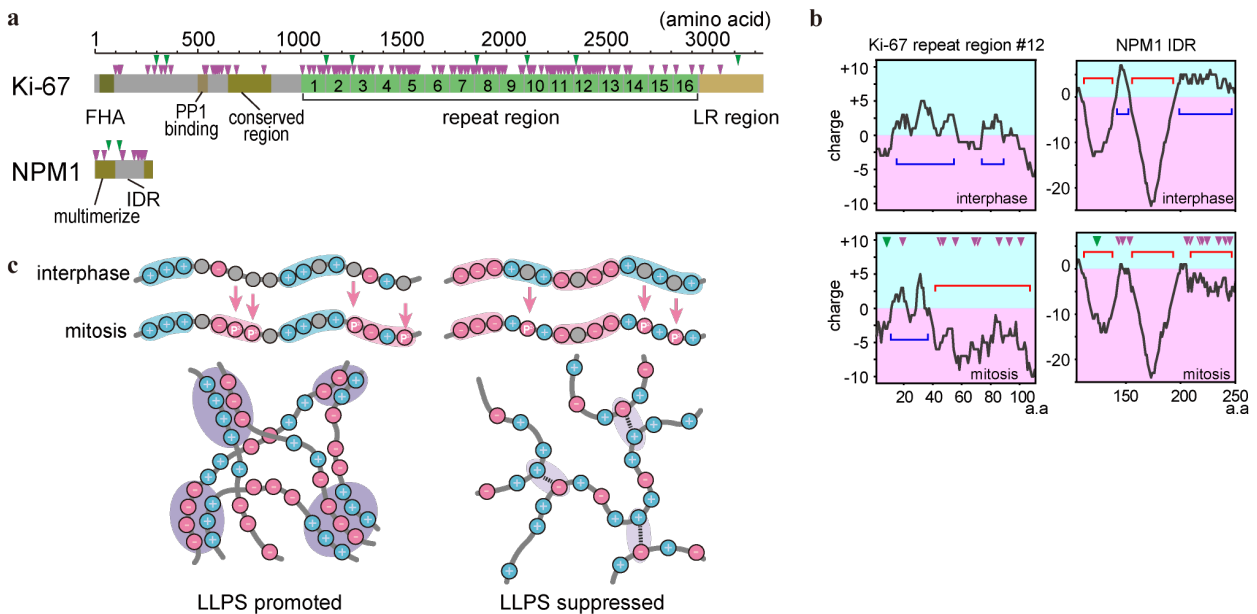 a
(amino acid)
1 500 1000 1500 2000 2500 3000
Ki-67
1 2 3 4 5 6 7 8 9 10 11 12 13 14 15 16
FHA
PP1
binding
conserved
region
repeat region
LR region
NPM1
IDR
multimerize
b
Ki-67 repeat region #12
NPM1 IDR
+10
+5
0
-5
-10
charge
interphase
0
-10
-20
interphase
+10
+5
0
-5
-10
charge
mitosis
20 40 60 80 100
a.a
0
-10
-20
mitosis
150 200 250
a.a
c
interphase
mitosis
+ + + - + + + - + - - - + - - - + + + +
+ + + - P P + + + + P - + P - - - + P + - - - + P + P +
LLPS promoted
LLPS suppressed